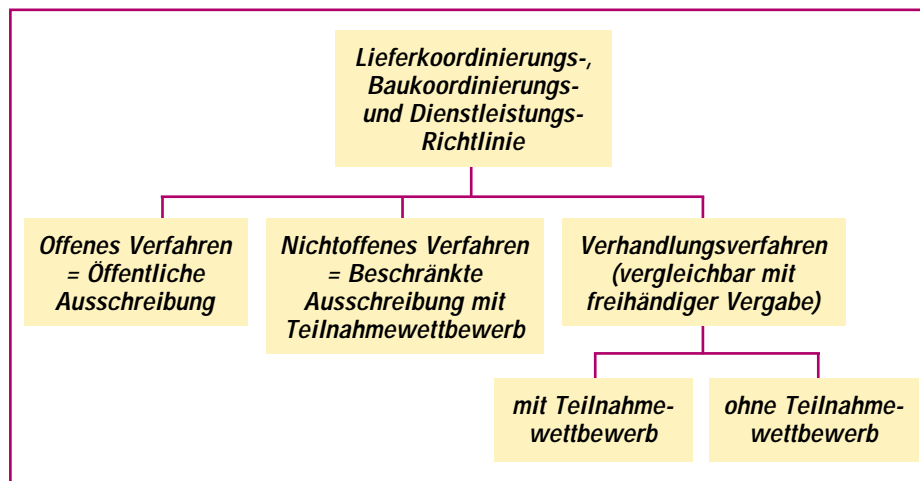 Lieferkoordinierungs-,
Baukoordinierungs-
und Dienstleistungs-
Richtlinie
Offenes Verfahren
= Öffentliche
Ausschreibung
Nichtoffenes Verfahren
= Beschränkte
Ausschreibung mit
Teilnahmewettbewerb
Verhandlungsverfahren
(vergleichbar mit
freihändiger Vergabe)
mit Teilnahme-
wettbewerb
ohne Teilnahme-
wettbewerb